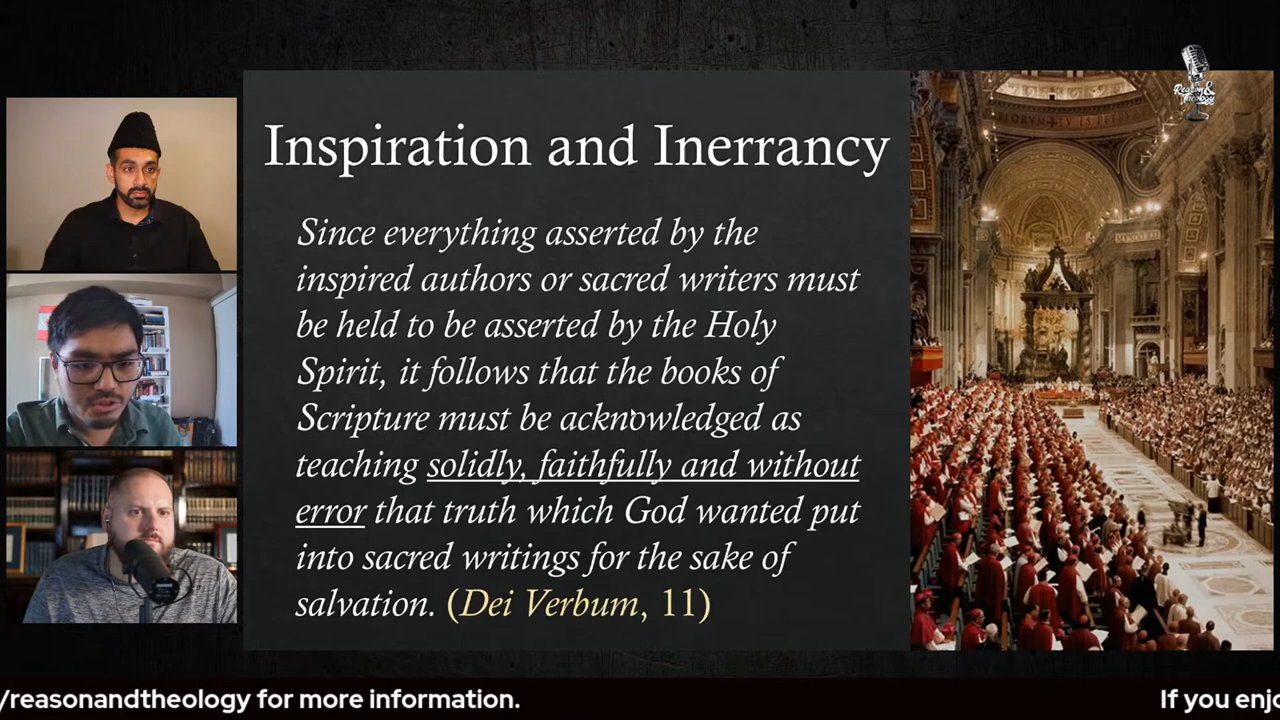 Reason &
Theology
Inspiration and Inerrancy
Since everything asserted by the
inspired authors or sacred writers must
be held to be asserted by the Holy
Spirit, it follows that the books of
Scripture must be acknowledged as
teaching solidly, faithfully and without
error that truth which God wanted put
into sacred writings for the sake of
salvation. (Dei Verbum, 11)
/reasonandtheology for more information.
If you enjo